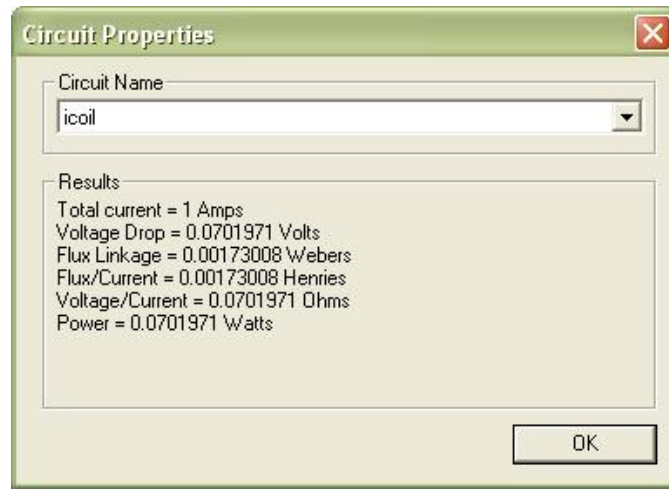 Circuit Properties
Circuit Name
icoil
Results
Total current = 1 Amps
Voltage Drop = 0.0701971 Volts
Flux Linkage = 0.00173008 Webers
Flux/Current = 0.00173008 Henries
Voltage/Current = 0.0701971 Ohms
Power = 0.0701971 Watts
OK